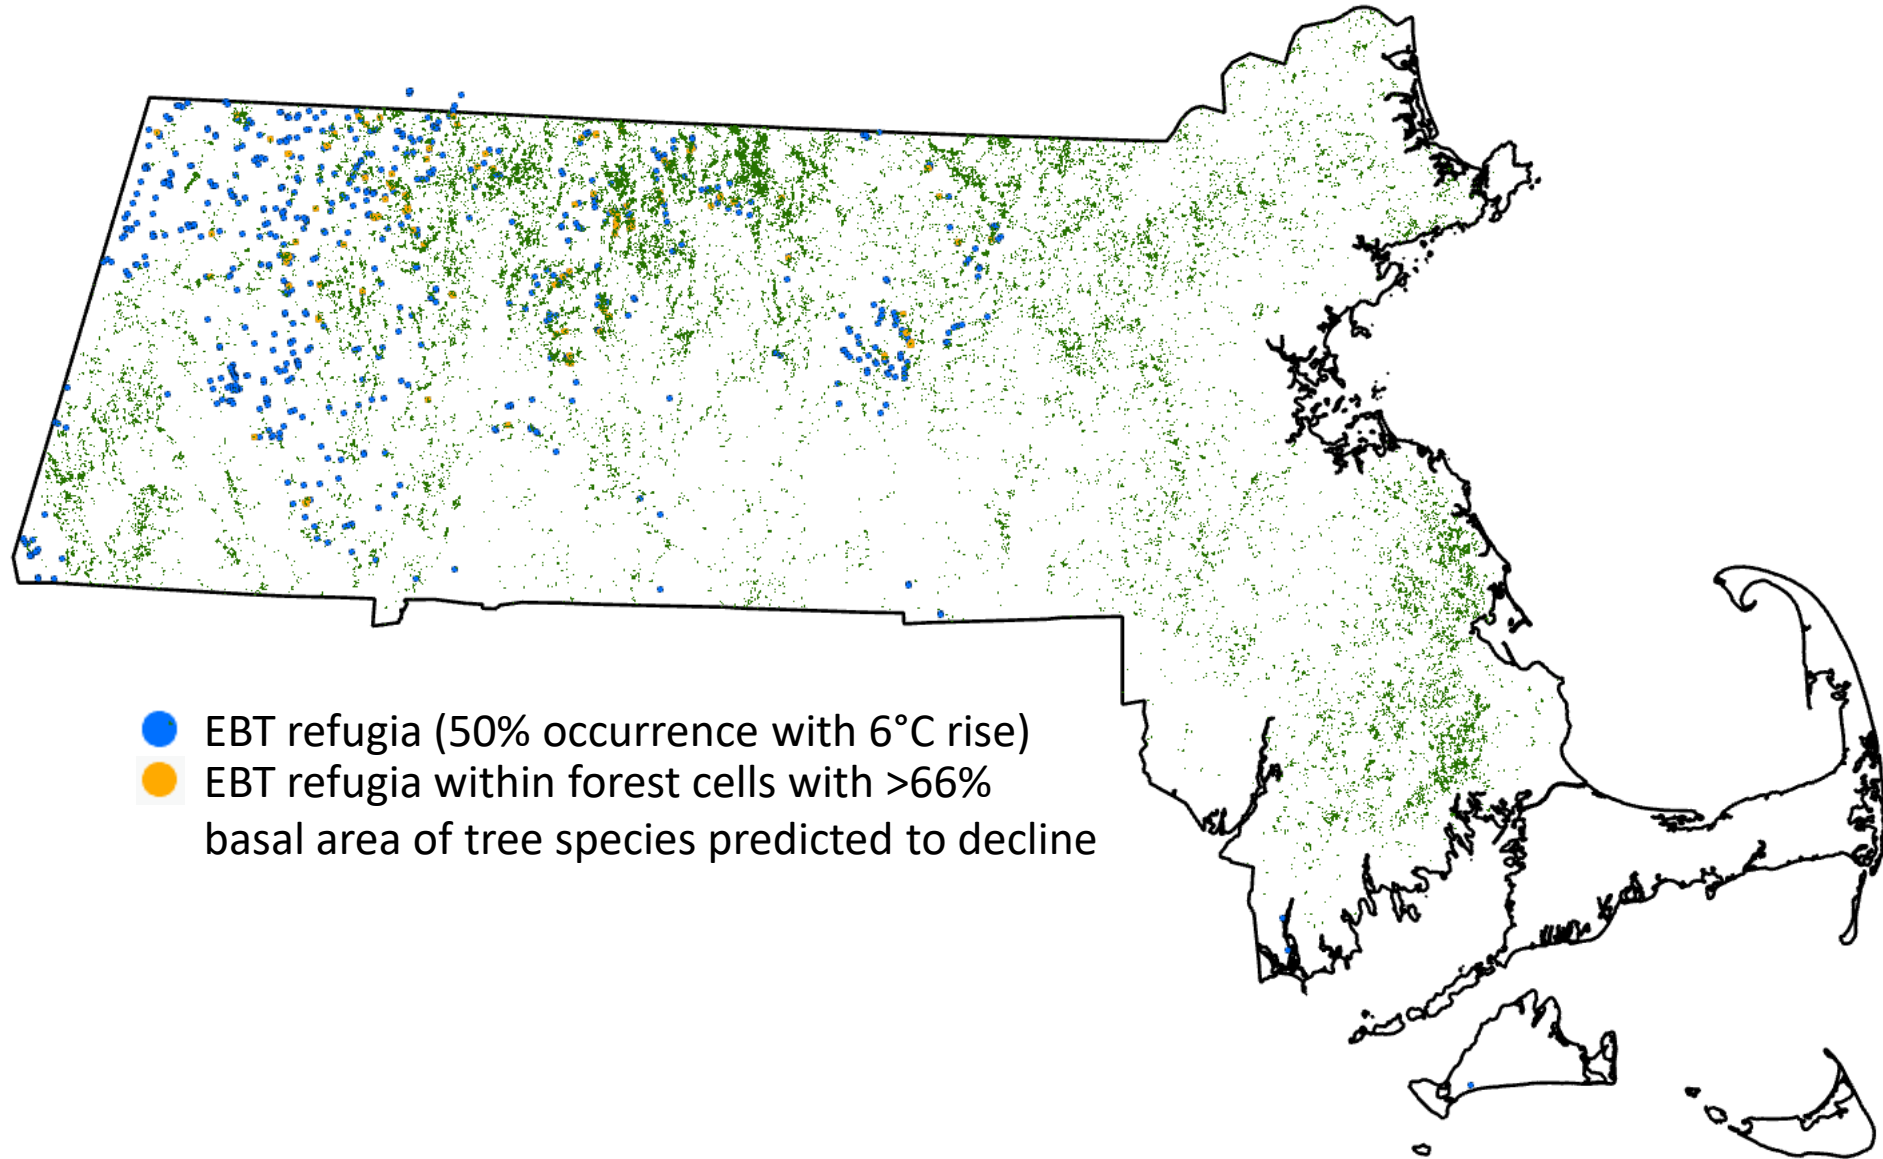 EBT refugia (50% occurrence with 6°C rise)
EBT refugia within forest cells with >66%
basal area of tree species predicted to decline